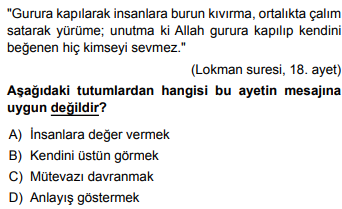 "Gurura kapılarak insanlara burun kıvırma, ortalıkta çalım
satarak yürüme; unutma ki Allah gurura kapılıp kendini
beğenen hiç kimseyi sevmez."
(Lokman suresi, 18. ayet)
Aşağıdaki tutumlardan hangisi bu ayetin mesajına
uygun değildir?
A) İnsanlara değer vermek
B) Kendini üstün görmek
C) Mütevazı davranmak
D) Anlayış göstermek